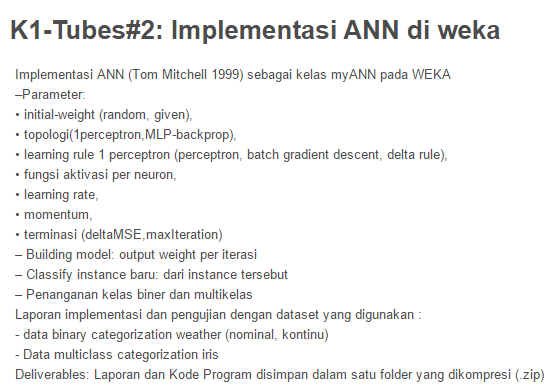 K1-Tubes#2: Implementasi ANN di weka
Implementasi ANN (Tom Mitchell 1999) sebagai kelas myANN pada WEKA
–Parameter:
• initial-weight (random, given),
• topologi(1perceptron,MLP-backprop),
• learning rule 1 perceptron (perceptron, batch gradient descent, delta rule),
• fungsi aktivasi per neuron,
• learning rate,
• momentum,
• terminasi (deltaMSE,maxIteration)
– Building model: output weight per iterasi
– Classify instance baru: dari instance tersebut
– Penanganan kelas biner dan multikelas
Laporan implementasi dan pengujian dengan dataset yang digunakan :
- data binary categorization weather (nominal, kontinu)
- Data multiclass categorization iris
Deliverables: Laporan dan Kode Program disimpan dalam satu folder yang dikompresi (.zip)